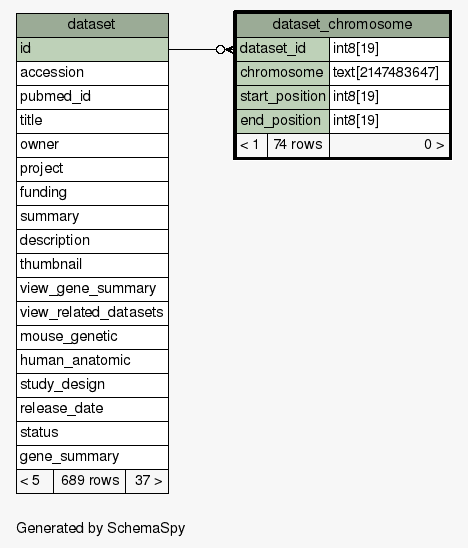 dataset
id
accession
pubmed_id
title
owner
project
funding
summary
description
thumbnail
view_gene_summary
view_related_datasets
mouse_genetic
human_anatomic
study_design
release_date
status
gene_summary
< 5 689 rows 37 >
dataset_chromosome
dataset_id int8[19]
chromosome text[2147483647]
start_position int8[19]
end_position int8[19]
< 1 74 rows 0 >
Generated by SchemaSpy